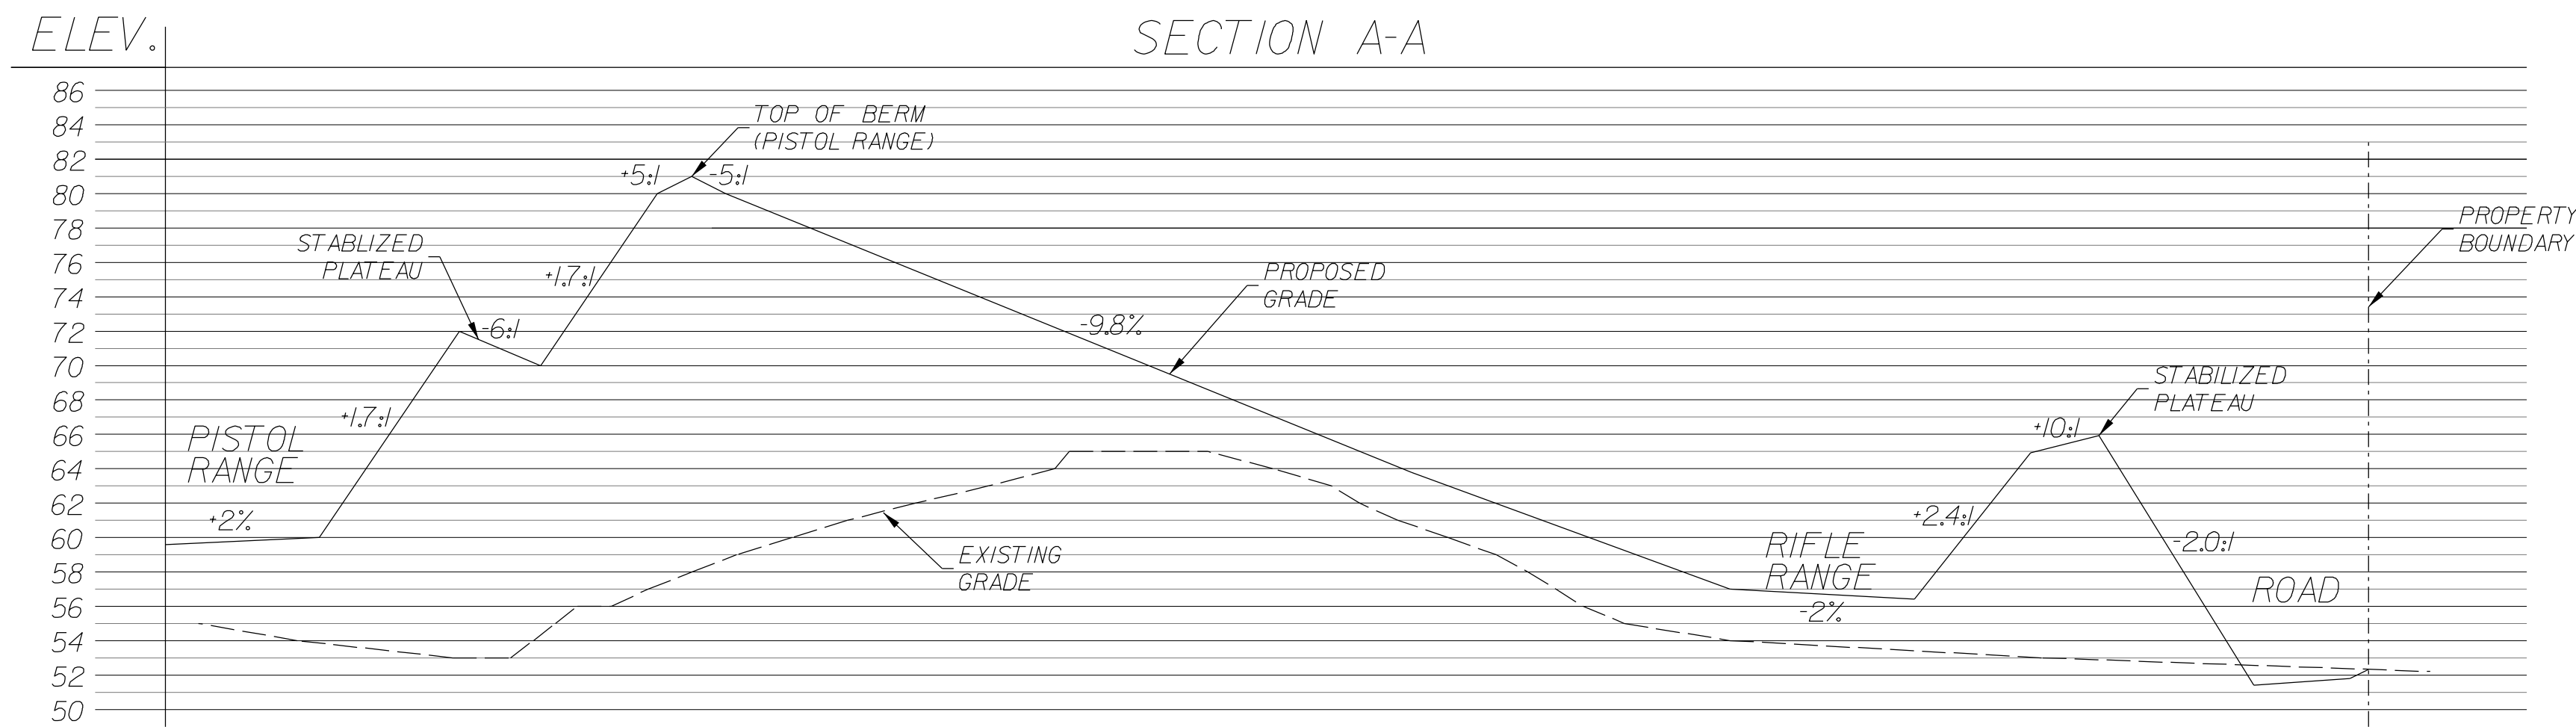 ELEV.
SECTION A-A
86
84
82
80
78
76
74
72
70
68
66
64
62
60
58
56
54
52
50
TOP OF BERM
(PISTOL RANGE)
+5:1
-5:1
STABLIZED
PLATEAU
-6:1
+1.7:1
+1.7:1
PISTOL
RANGE
+2%
PROPOSED
GRADE
-9.8%
EXISTING
GRADE
RIFLE
RANGE
-2%
+2.4:1
+10:1
STABILIZED
PLATEAU
-2.0:1
ROAD
PROPERTY
BOUNDARY